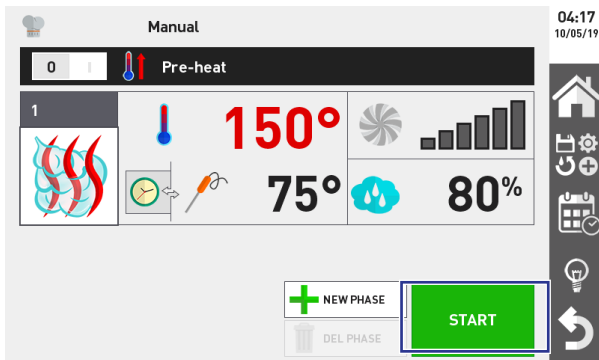 Manual
04:17
10/05/19
0 I Pre-heat
1
150°
75°
80%
NEW PHASE
DEL PHASE
START